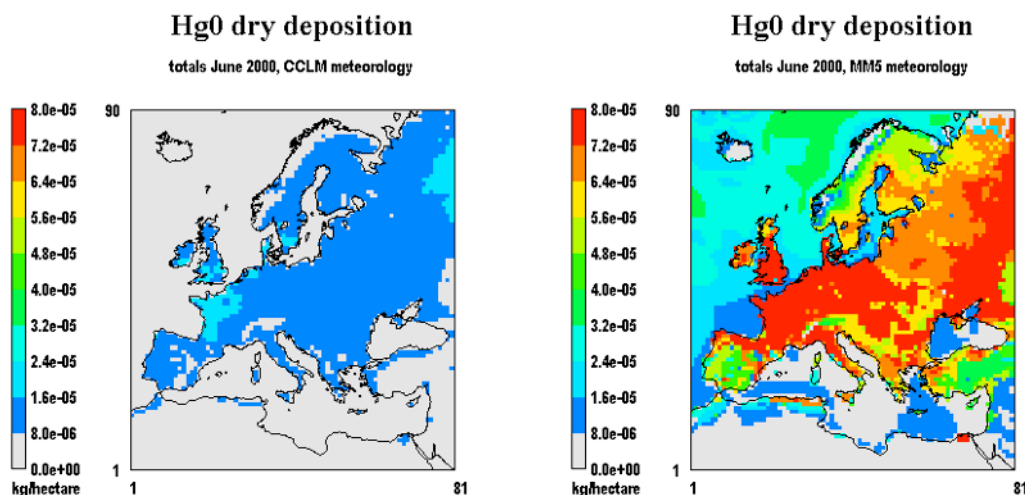 Hg0 dry deposition
totals June 2000, CCLM meteorology
8.0e-05
7.2e-05
6.4e-05
5.6e-05
4.8e-05
4.0e-05
3.2e-05
2.4e-05
1.6e-05
8.0e-06
0.0e+00
kg/hectare
90
1
1
81
Hg0 dry deposition
totals June 2000, MM5 meteorology
8.0e-05
7.2e-05
6.4e-05
5.6e-05
4.8e-05
4.0e-05
3.2e-05
2.4e-05
1.6e-05
8.0e-06
0.0e+00
kg/hectare
90
1
1
81